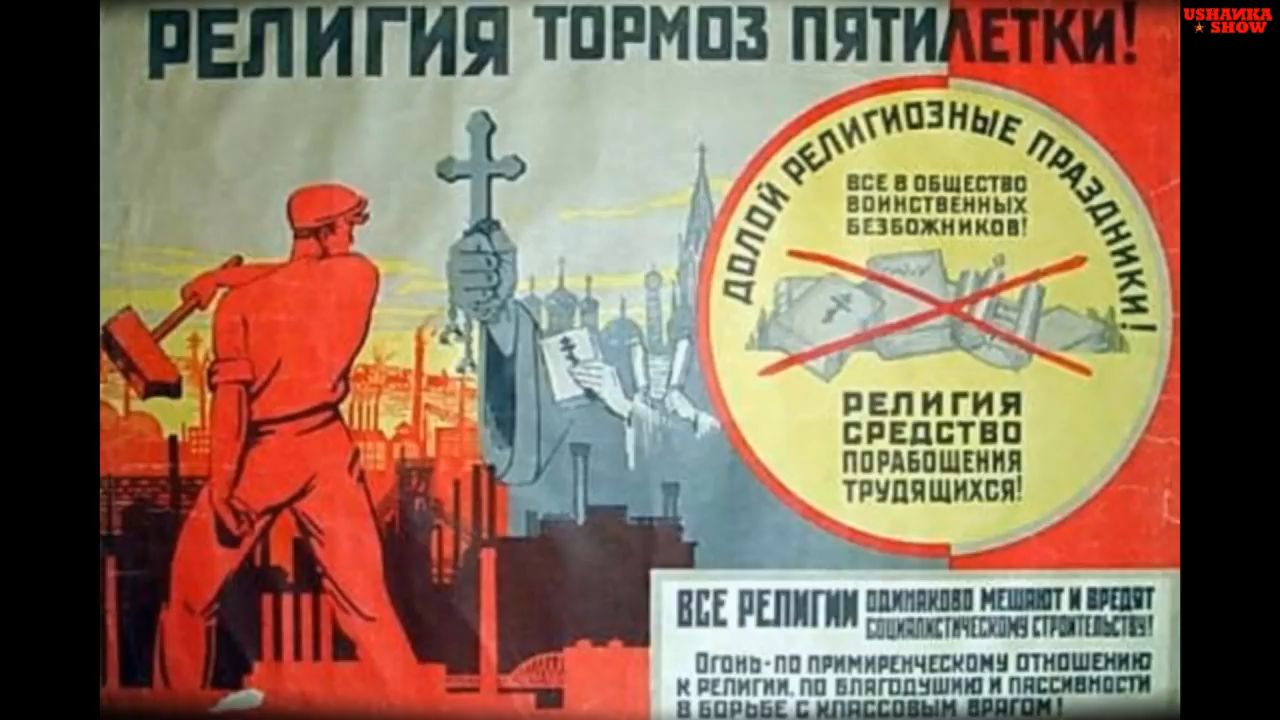 РЕЛИГИЯ ТОРМОЗ ПЯТИЛЕТКИ!
USHANKA
SHOW
ДОЛОЙ РЕЛИГИОЗНЫЕ ПРАЗДНИКИ!
ВСЕ В ОБЩЕСТВО
ВОИНСТВЕННЫХ
БЕЗБОЖНИКОВ!
РЕЛИГИЯ
СРЕДСТВО
ПОРАБОЩЕНИЯ
ТРУДЯЩИХСЯ!
ВСЕ РЕЛИГИИ ОДИНАКОВО МЕШАЮТ И ВРЕДЯТ
СОЦИАЛИСТИЧЕСКОМУ СТРОИТЕЛЬСТВУ!
Огонь-по примиренческому отношению
к религии, по благодушию и пассивности
в борьбе с классовым врагом!